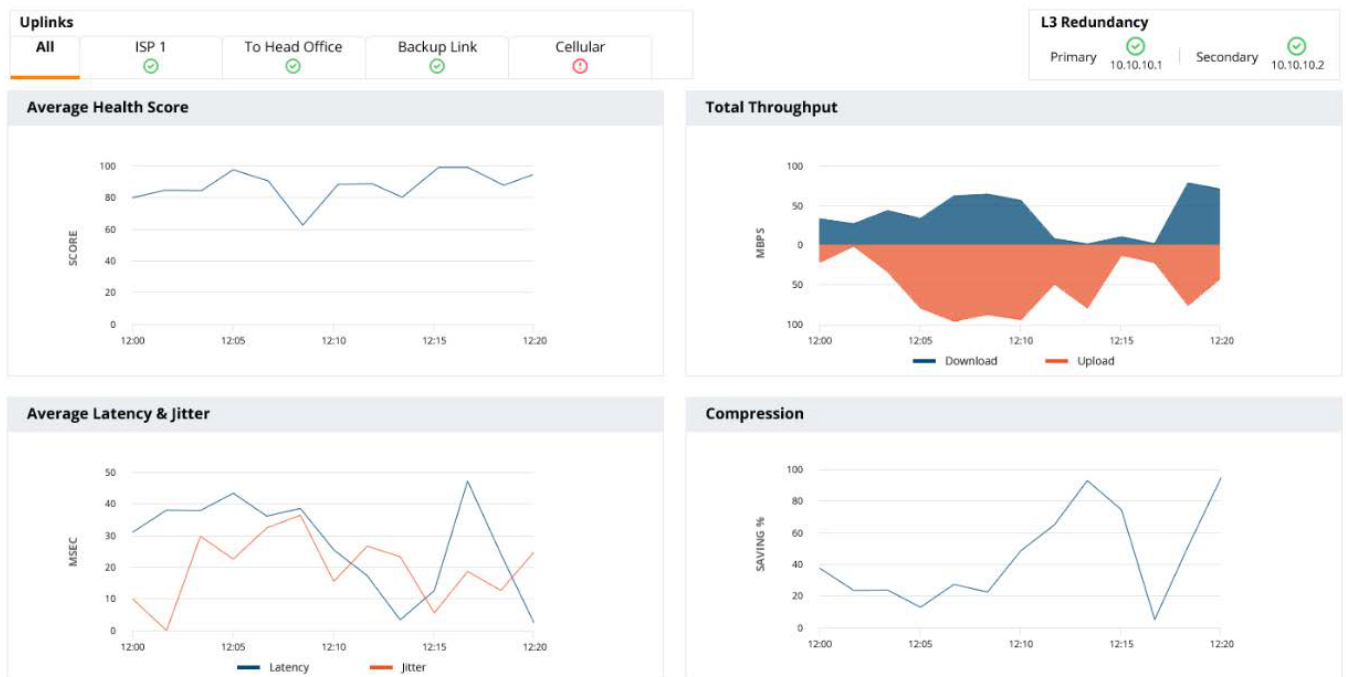 Uplinks
All ISP 1 To Head Office Backup Link Cellular
L3 Redundancy
Primary 10.10.10.1 Secondary 10.10.10.2
Average Health Score
SCORE
100
80
60
40
20
0
12:00 12:05 12:10 12:15 12:20
Total Throughput
MBPS
100
50
0
50
100
12:00 12:05 12:10 12:15 12:20
Download Upload
Average Latency & Jitter
MSEC
50
40
30
20
10
0
12:00 12:05 12:10 12:15 12:20
Latency Jitter
Compression
SAVING %
100
80
60
40
20
0
12:00 12:05 12:10 12:15 12:20